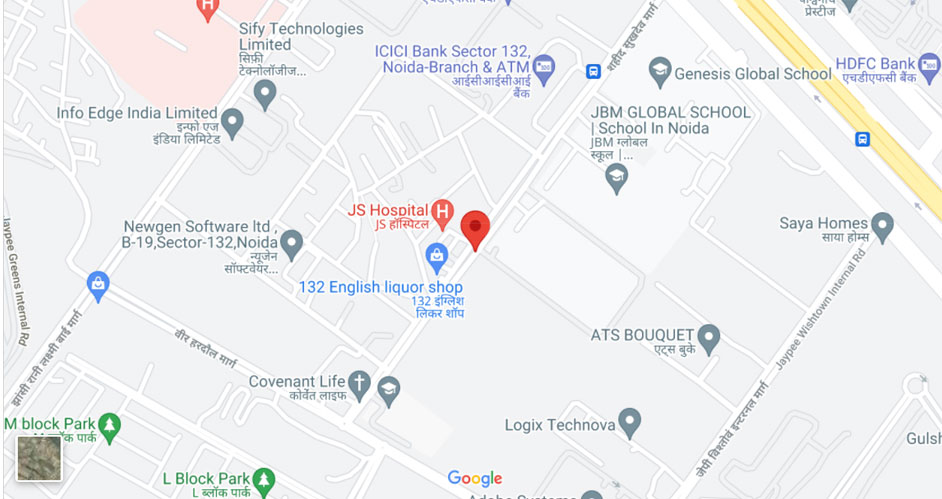 एचडीएफसी बैंक
प्रेस्टीज
Sify Technologies
Limited
सिफ़ी
टेक्नोलॉजीज...
ICICI Bank Sector 132,
Noida-Branch & ATM
आईसीआईसीआई
बैंक
शहीद सुखदेव मार्ग
Genesis Global School
HDFC Bank
एचडीएफसी बैंक
Info Edge India Limited
इन्फो एज
इंडिया लिमिटेड
JBM GLOBAL SCHOOL
| School In Noida
JBM ग्लोबल
स्कूल |...
H
JS Hospital
H
JS हॉस्पिटल
Newgen Software ltd ,
B-19,Sector-132,Noida
न्यूजेन
सॉफ्टवेयर...
Saya Homes
साया होम्स
Jaypee Greens Internal Rd
132 English liquor shop
132 इंग्लिश
लिकर शॉप
Jaypee Wishtown Internal Rd
झांसी रानी लक्ष्मी बाई मार्ग
वीर हरदौल मार्ग
ATS BOUQUET
एट्स बुके
Covenant Life
कोवेंत लाइफ
जेपी विश्तोवं इन्टरनल मार्ग
M block Park
M ब्लॉक पार्क
Logix Technova
Gulsh
L Block Park
L ब्लॉक पार्क
Google
Adobe Systems